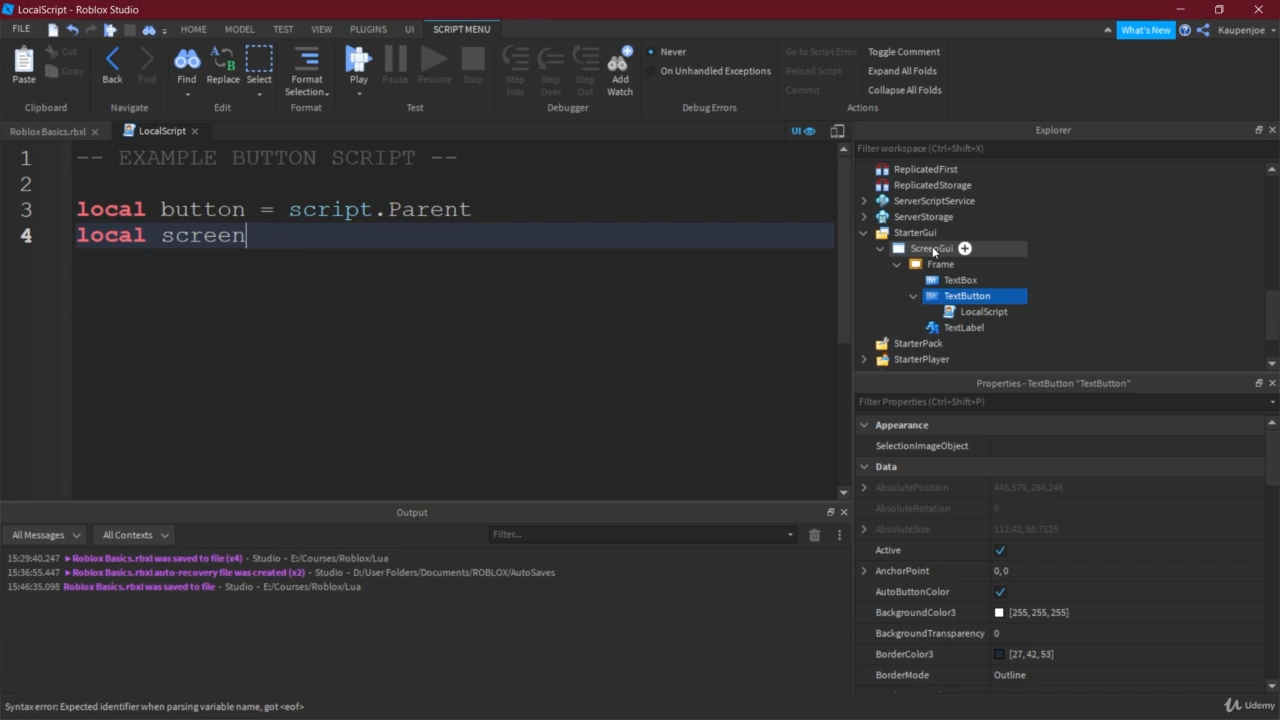 LocalScript - Roblox Studio
FILE HOME MODEL TEST VIEW PLUGINS UI SCRIPT MENU What's New Kaupenjoe
Paste Cut Copy Back Fwd Find Replace Select Format Selection Play Pause Resume Stop Step Into Step Over Step Out Add Watch Never On Unhandled Exceptions Go to Script Error Reload Script Commit Toggle Comment Expand All Folds Collapse All Folds
Clipboard Navigate Edit Format Test Debugger Debug Errors Actions
Roblox Basics.rbxl LocalScript UI
1 -- EXAMPLE BUTTON SCRIPT --
2
3 local button = script.Parent
4 local screen
Explorer
Filter workspace (Ctrl+Shift+X)
ReplicatedFirst
ReplicatedStorage
ServerScriptService
ServerStorage
StarterGui
ScreenGui
Frame
TextBox
TextButton
LocalScript
TextLabel
StarterPack
StarterPlayer
Properties - TextButton "TextButton"
Filter Properties (Ctrl+Shift+P)
Appearance
SelectionImageObject
Data
AbsolutePosition 445.579, 284.246
AbsoluteRotation 0
AbsoluteSize 112.42, 50.7125
Active
AnchorPoint 0, 0
AutoButtonColor
BackgroundColor3 [255, 255, 255]
BackgroundTransparency 0
BorderColor3 [27, 42, 53]
BorderMode Outline
Output
All Messages All Contexts Filter...
15:29:40.247 Roblox Basics.rbxl was saved to file (x4) - Studio - E:/Courses/Roblox/Lua
15:36:55.447 Roblox Basics.rbxl auto-recovery file was created (x2) - Studio - D:/User Folders/Documents/ROBLOX/AutoSaves
15:46:35.098 Roblox Basics.rbxl was saved to file - Studio - E:/Courses/Roblox/Lua
Syntax error: Expected identifier when parsing variable name, got <eof>
Udemy